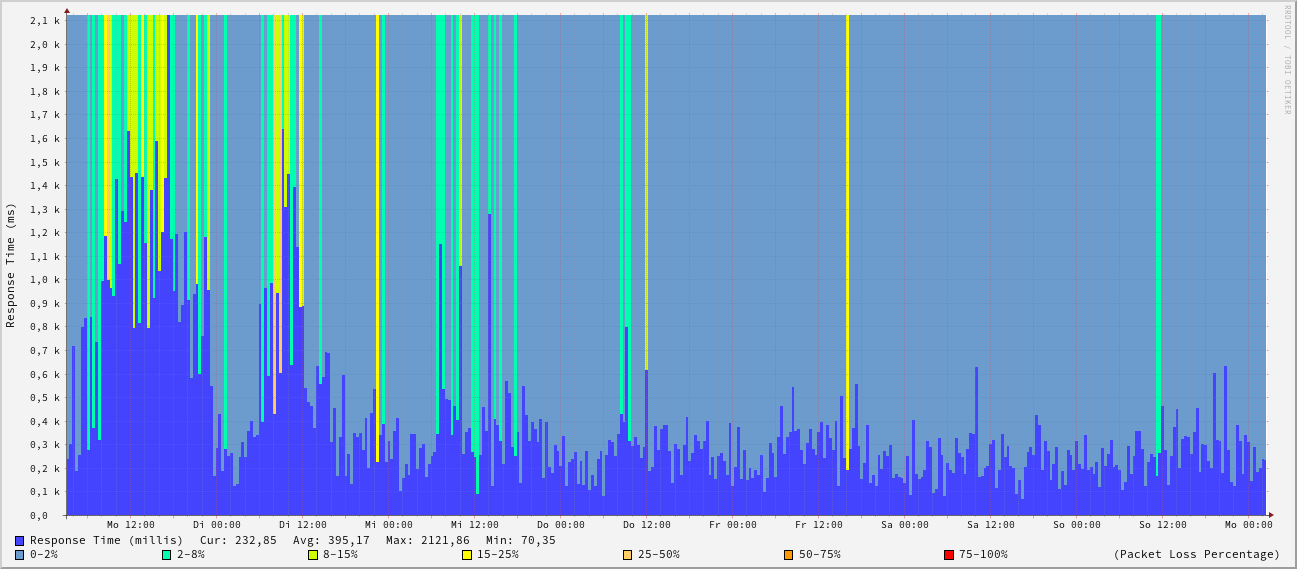 RRDTOOL / TOBI OETIKER
Response Time (ms)
2,1 k
2,0 k
1,9 k
1,8 k
1,7 k
1,6 k
1,5 k
1,4 k
1,3 k
1,2 k
1,1 k
1,0 k
0,9 k
0,8 k
0,7 k
0,6 k
0,5 k
0,4 k
0,3 k
0,2 k
0,1 k
0,0
Mo 12:00 Di 00:00 Di 12:00 Mi 00:00 Mi 12:00 Do 00:00 Do 12:00 Fr 00:00 Fr 12:00 Sa 00:00 Sa 12:00 So 00:00 So 12:00 Mo 00:00
Response Time (millis) Cur: 232,85 Avg: 395,17 Max: 2121,86 Min: 70,35
0-2% 2-8% 8-15% 15-25% 25-50% 50-75% 75-100% (Packet Loss Percentage)